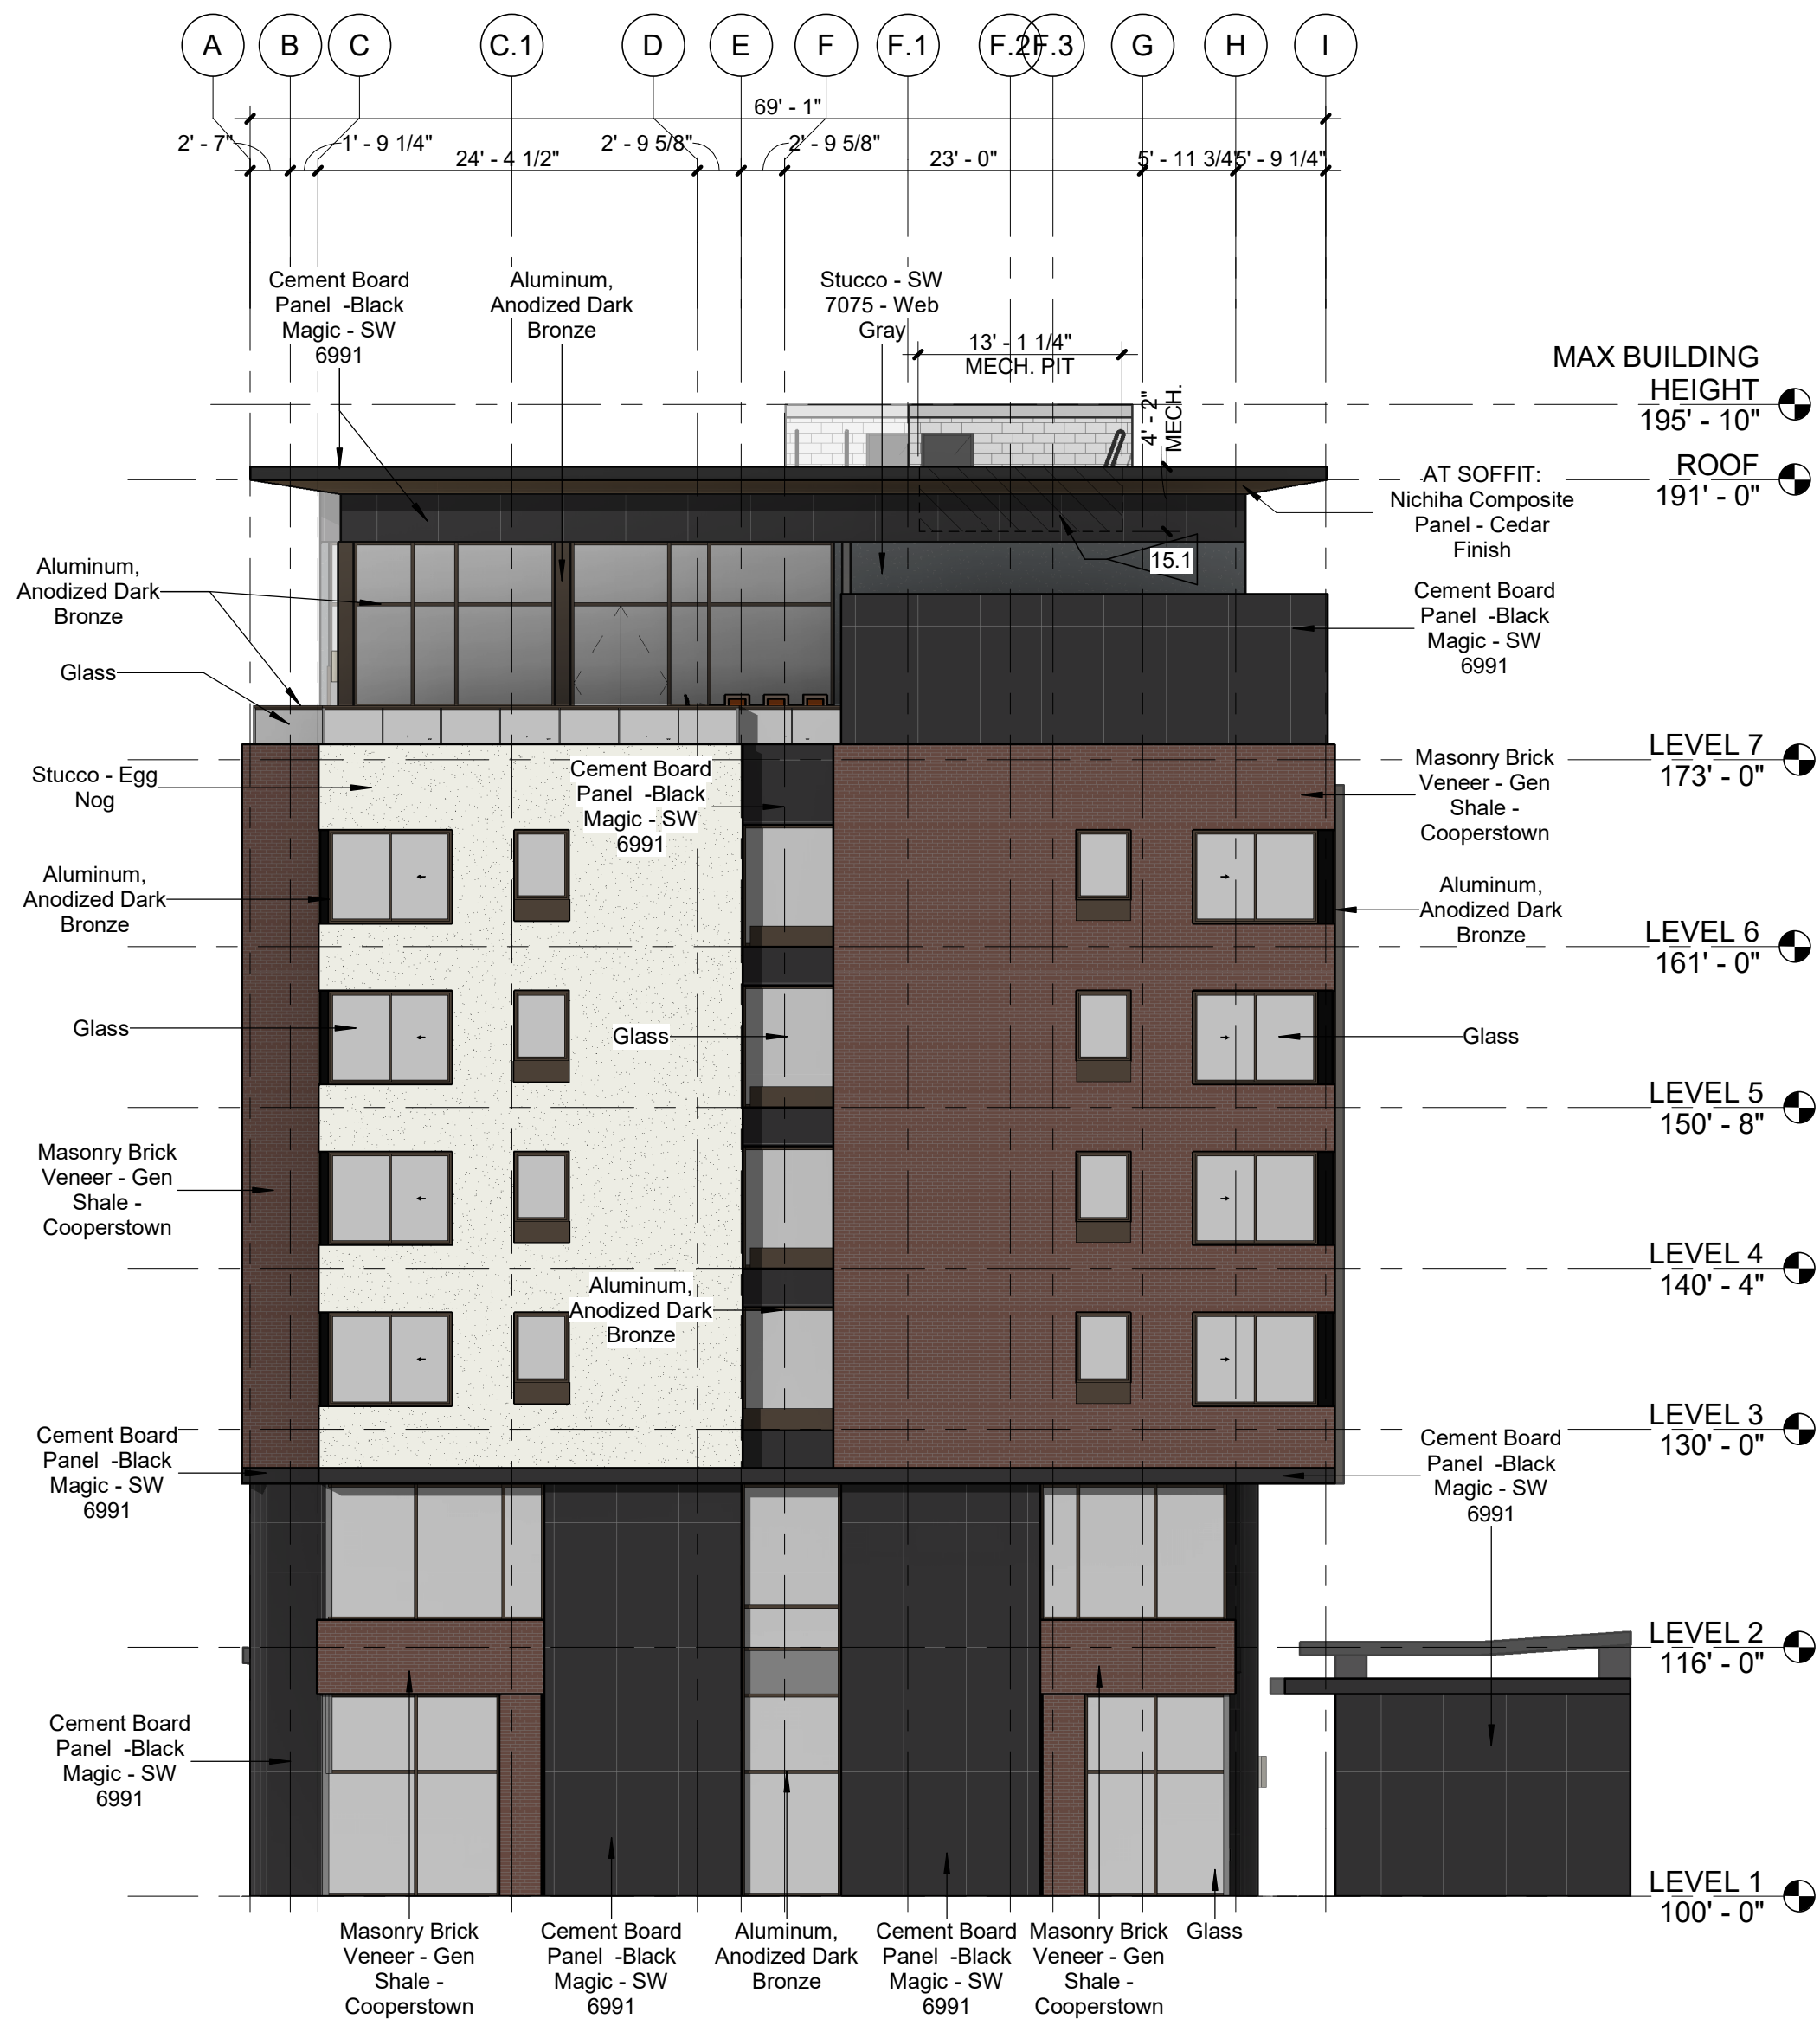 A B C C.1 D E F F.1 F.2 F.3 G H I
69' - 1"
2' - 7" 1' - 9 1/4" 24' - 4 1/2" 2' - 9 5/8" 2' - 9 5/8" 23' - 0" 5' - 11 3/4" 5' - 9 1/4"
Cement Board
Panel -Black
Magic - SW
6991
Aluminum,
Anodized Dark
Bronze
Stucco - SW
7075 - Web
Gray
13' - 1 1/4"
MECH. PIT
4' - 2"
MECH.
MAX BUILDING
HEIGHT
195' - 10"
ROOF
191' - 0"
AT SOFFIT:
Nichiha Composite
Panel - Cedar
Finish
15.1
Cement Board
Panel -Black
Magic - SW
6991
Aluminum,
Anodized Dark
Bronze
Glass
Stucco - Egg
Nog
Cement Board
Panel -Black
Magic - SW
6991
LEVEL 7
173' - 0"
Masonry Brick
Veneer - Gen
Shale -
Cooperstown
Aluminum,
Anodized Dark
Bronze
Aluminum,
Anodized Dark
Bronze
LEVEL 6
161' - 0"
Glass
Glass
Glass
LEVEL 5
150' - 8"
Masonry Brick
Veneer - Gen
Shale -
Cooperstown
LEVEL 4
140' - 4"
Aluminum,
Anodized Dark
Bronze
LEVEL 3
130' - 0"
Cement Board
Panel -Black
Magic - SW
6991
Cement Board
Panel -Black
Magic - SW
6991
LEVEL 2
116' - 0"
Cement Board
Panel -Black
Magic - SW
6991
LEVEL 1
100' - 0"
Masonry Brick
Veneer - Gen
Shale -
Cooperstown
Cement Board
Panel -Black
Magic - SW
6991
Aluminum,
Anodized Dark
Bronze
Cement Board
Panel -Black
Magic - SW
6991
Masonry Brick
Veneer - Gen
Shale -
Cooperstown
Glass